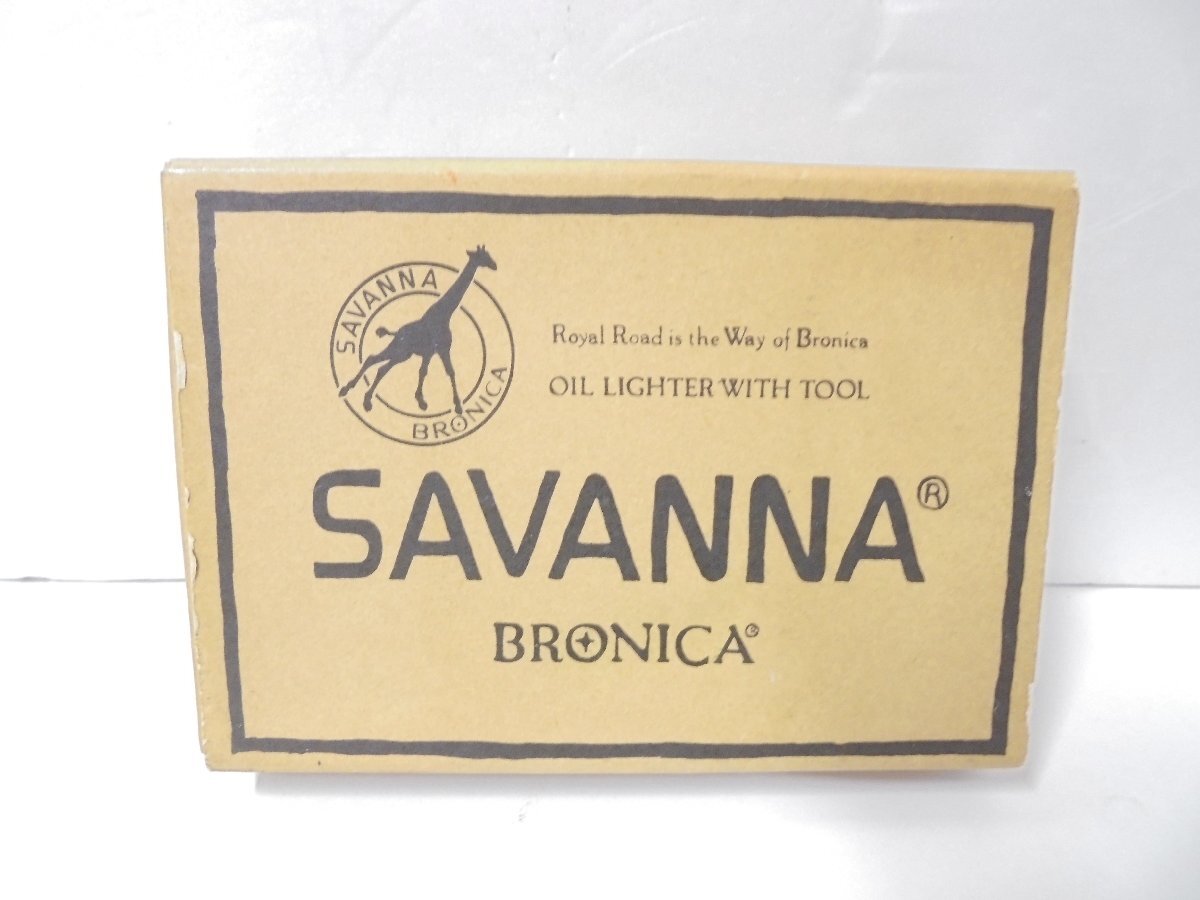 SAVANNA
BRONICA
Royal Road is the Way of Bronica
OIL LIGHTER WITH TOOL
SAVANNA®
BRONICA®